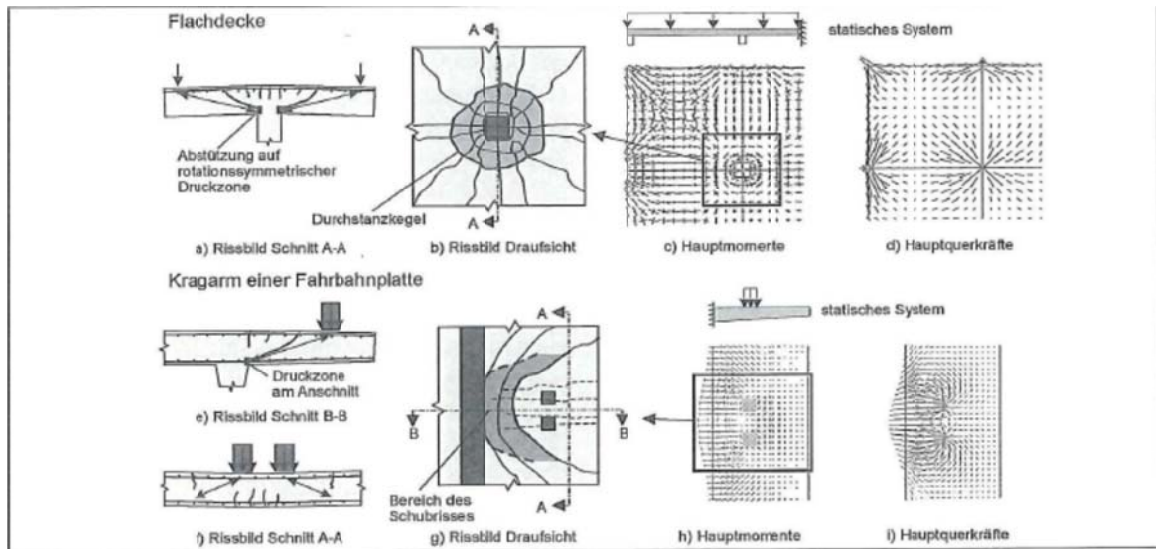 Flachdecke
A
statisches System
Abstützung auf
rotationssymmetrischer
Druckzone
Durchstanzkegel
A
a) Rissbild Schnitt A-A
b) Rissbild Draufsicht
c) Hauptmomerte
d) Hauptquerkräfte
Kragarm einer Fahrbahnplatte
A
statisches System
Druckzone
am Anschnitt
e) Rissbild Schnitt B-B
B
B
Bereich des
Schubrisses
A
f) Rissbild Schnitt A-A
g) Rissbild Draufsicht
h) Hauptmomente
i) Hauptquerkräfte